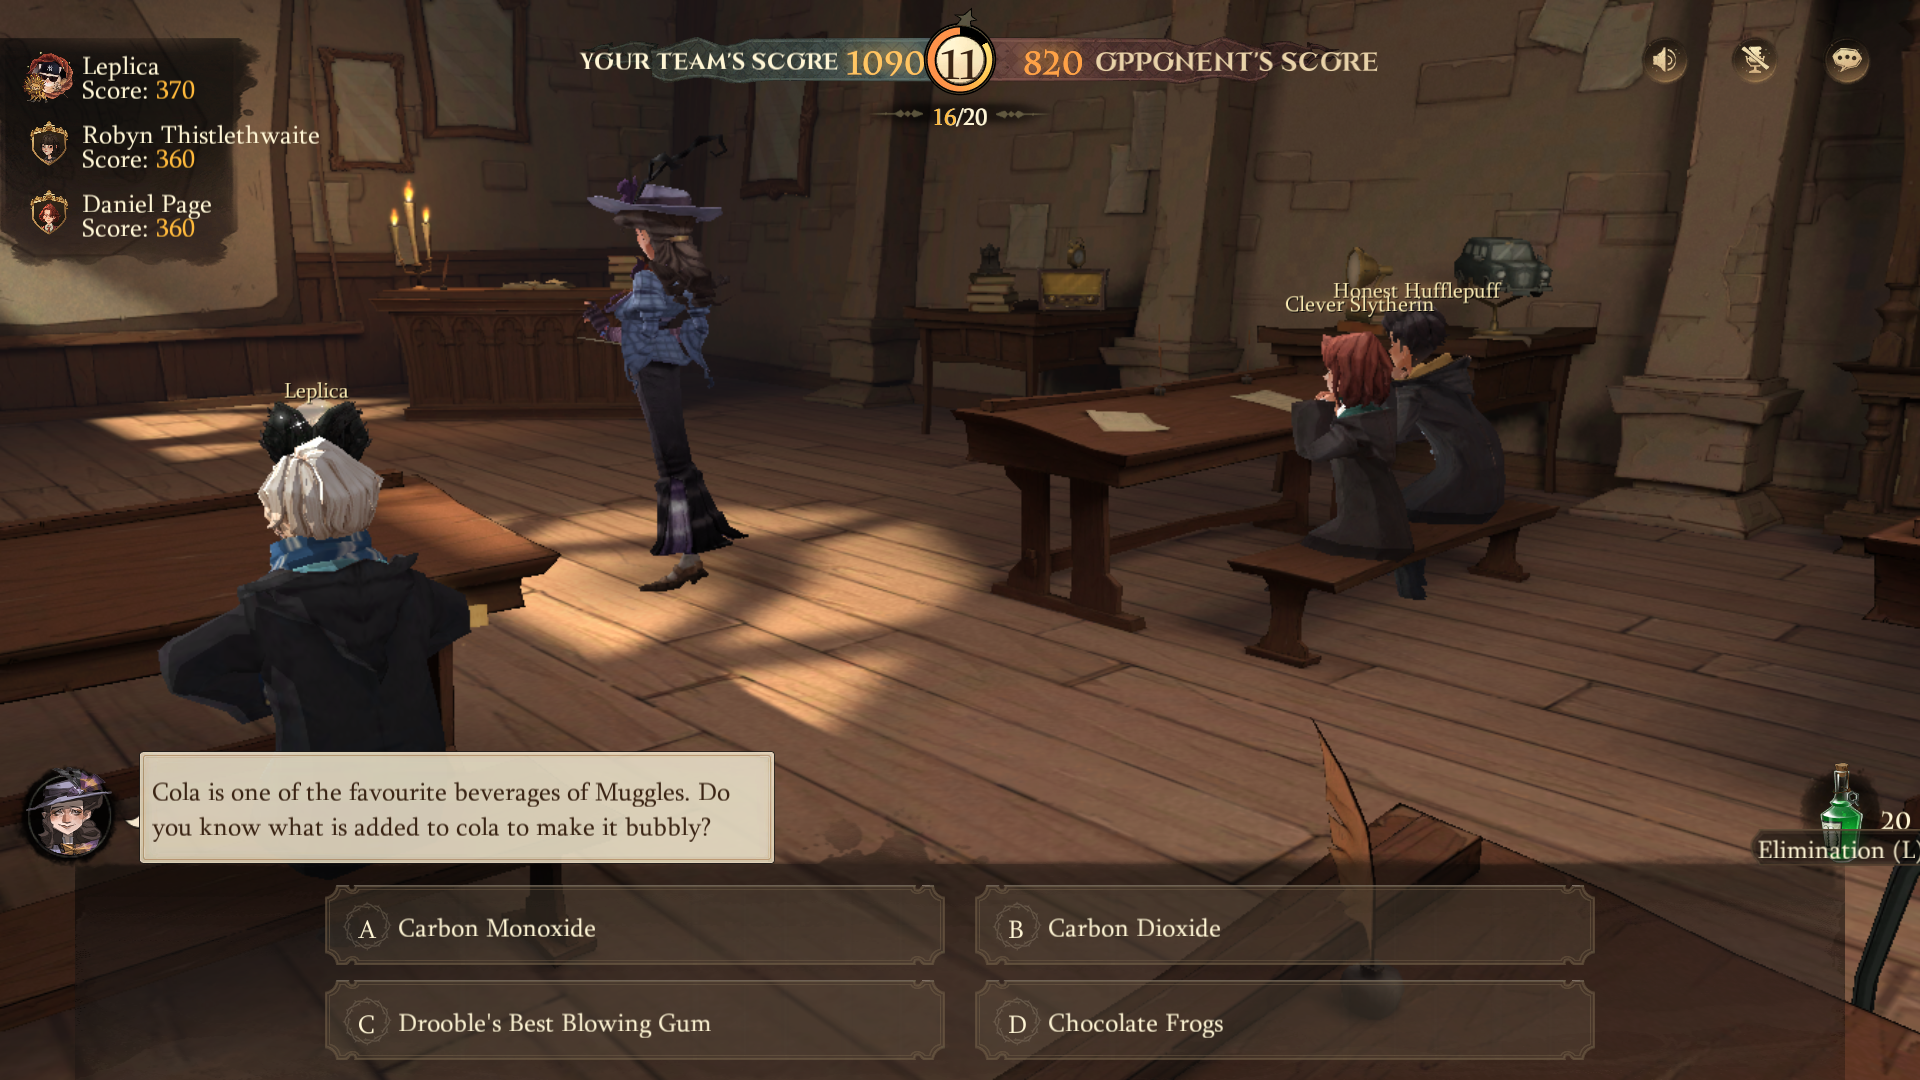 Leplica
Score: 370
Robyn Thistlethwaite
Score: 360
Daniel Page
Score: 360
YOUR TEAM'S SCORE 1090 11 820 OPPONENT'S SCORE
16/20
Honest Hufflepuff
Clever Slytherin
Leplica
Cola is one of the favourite beverages of Muggles. Do
you know what is added to cola to make it bubbly?
20
Elimination (L)
A Carbon Monoxide
B Carbon Dioxide
C Drooble's Best Blowing Gum
D Chocolate Frogs